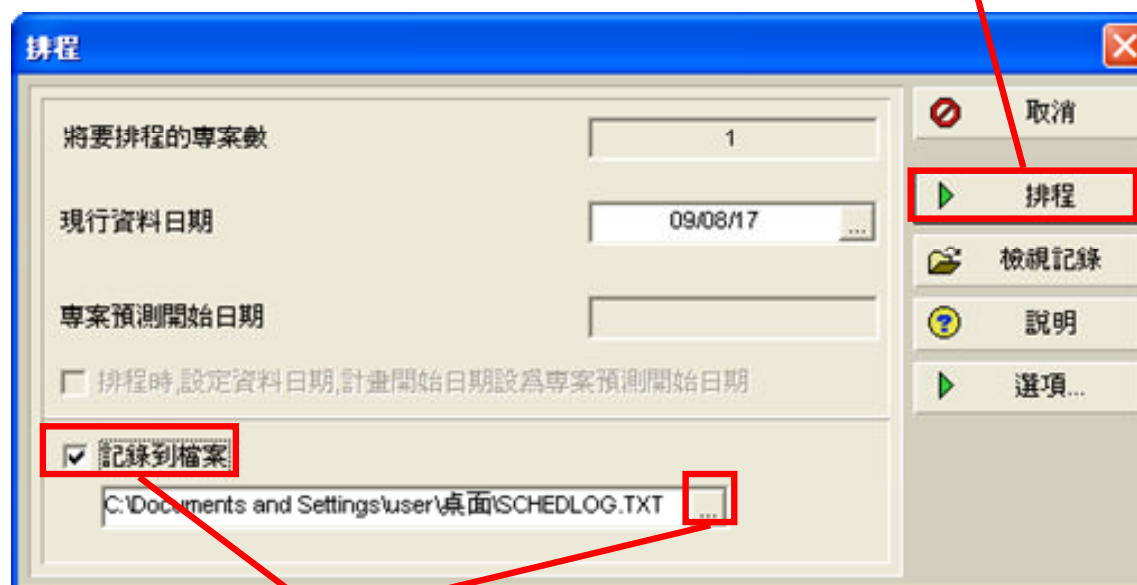 排程
將要排程的專案數 1
現行資料日期 09/08/17 ...
專案預測開始日期
排程時,設定資料日期,計畫開始日期設為專案預測開始日期
記錄到檔案
C:\Documents and Settings\user\桌面\SCHEDLOG.TXT ...
取消
排程
檢視記錄
說明
選項...